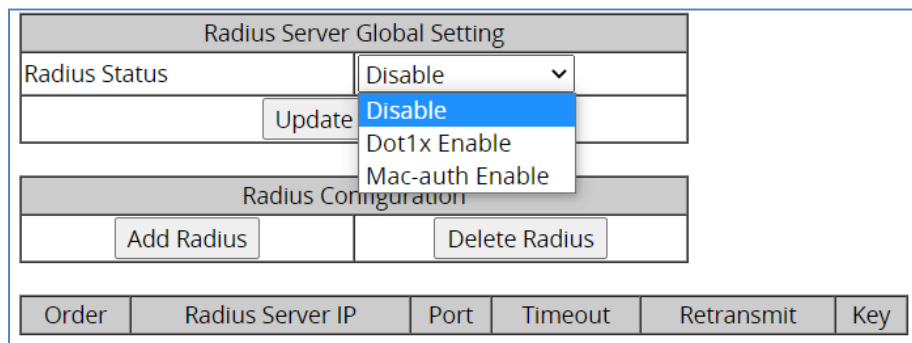 Radius Server Global Setting
Radius Status Disable
Disable
Update
Dot1x Enable
Mac-auth Enable
Radius Configuration
Add Radius Delete Radius
Order Radius Server IP Port Timeout Retransmit Key